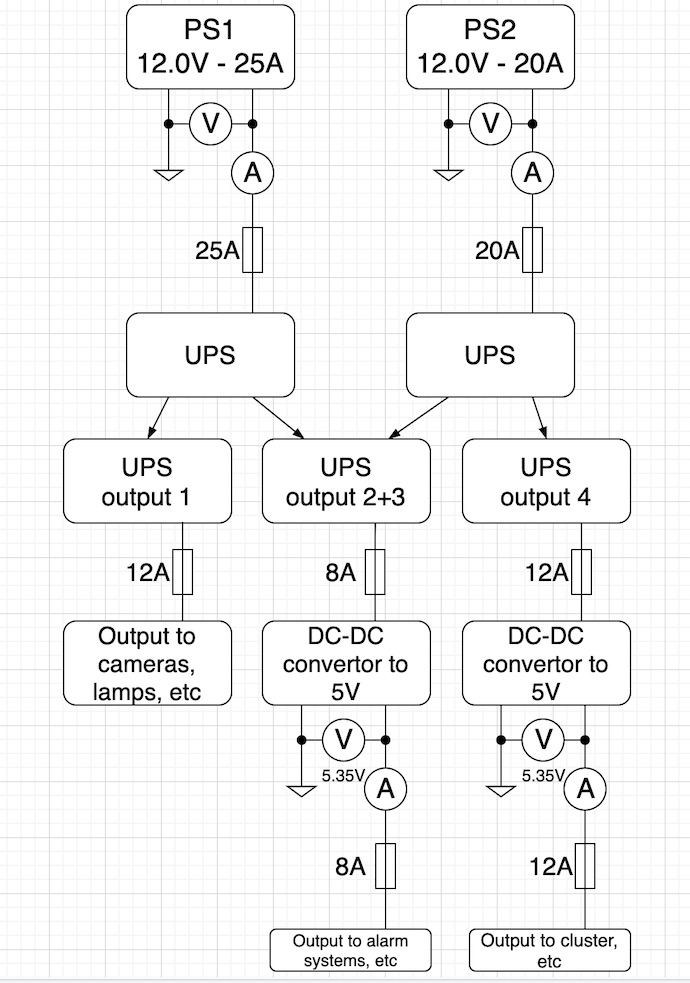 PS1
12.0V - 25A
PS2
12.0V - 20A
V
V
A
A
25A
20A
UPS
UPS
UPS
output 1
UPS
output 2+3
UPS
output 4
12A
8A
12A
Output to
cameras,
lamps, etc
DC-DC
convertor to
5V
DC-DC
convertor to
5V
V
V
5.35V
5.35V
A
A
8A
12A
Output to alarm
systems, etc
Output to cluster,
etc